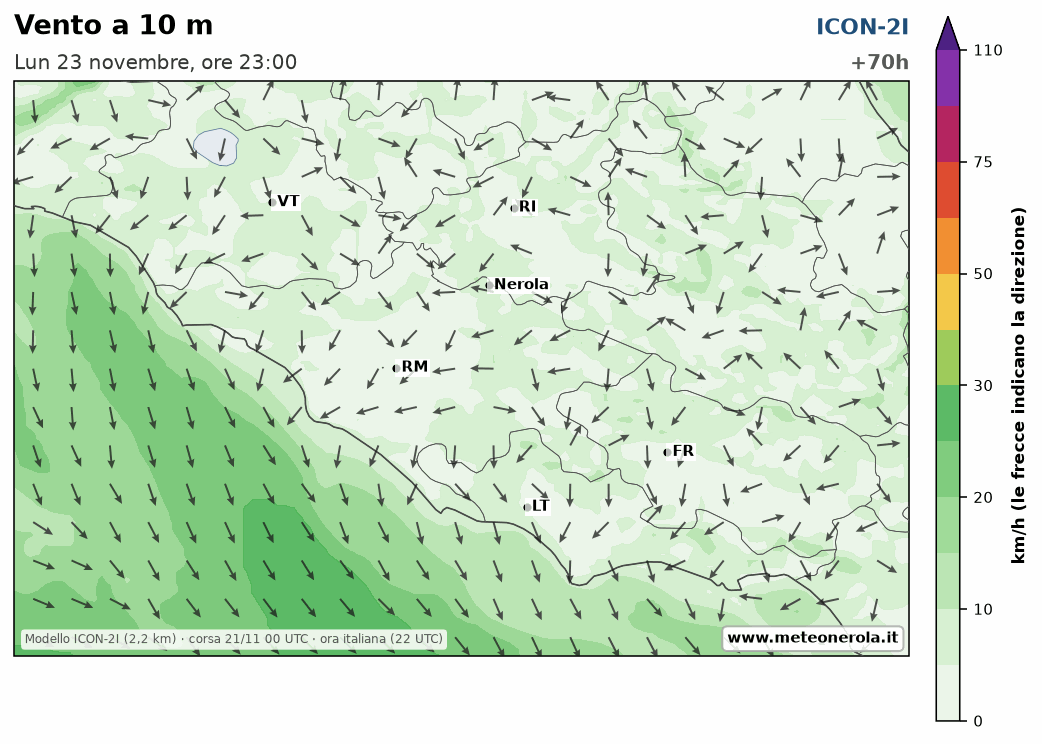 Vento a 10 m
ICON-2I
Lun 23 novembre, ore 23:00
+70h
VT
RI
Nerola
RM
FR
LT
Modello ICON-2I (2,2 km) · corsa 21/11 00 UTC · ora italiana (22 UTC)
www.meteonerola.it
110
75
50
30
20
10
0
km/h (le frecce indicano la direzione)